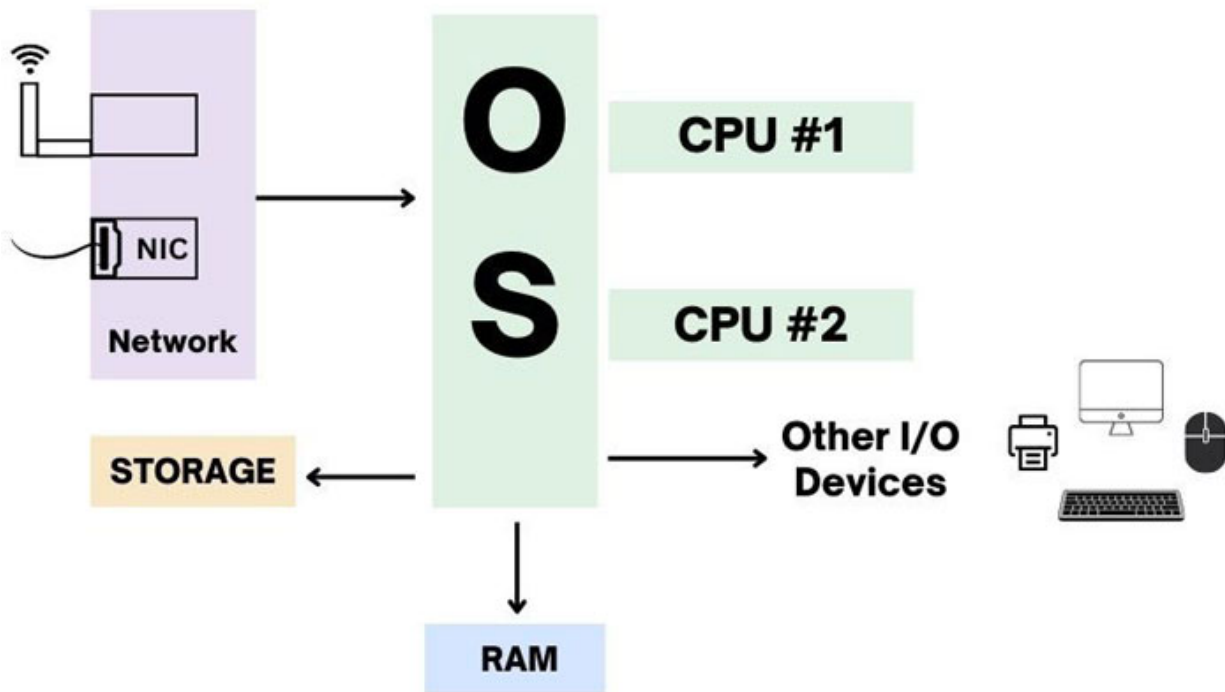 O
S
CPU #1
NIC
CPU #2
Network
Other I/O
Devices
STORAGE
RAM